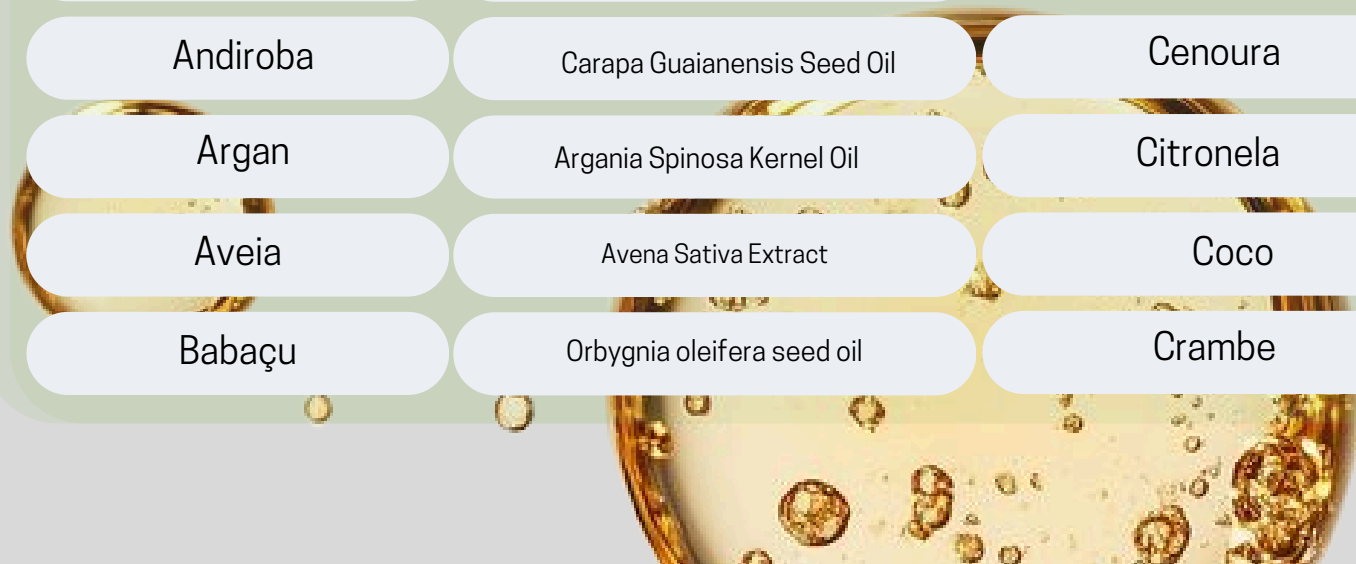 Andiroba
Carapa Guaianensis Seed Oil
Cenoura
Argan
Argania Spinosa Kernel Oil
Citronela
Aveia
Avena Sativa Extract
Coco
Babaçu
Orbygnia oleifera seed oil
Crambe